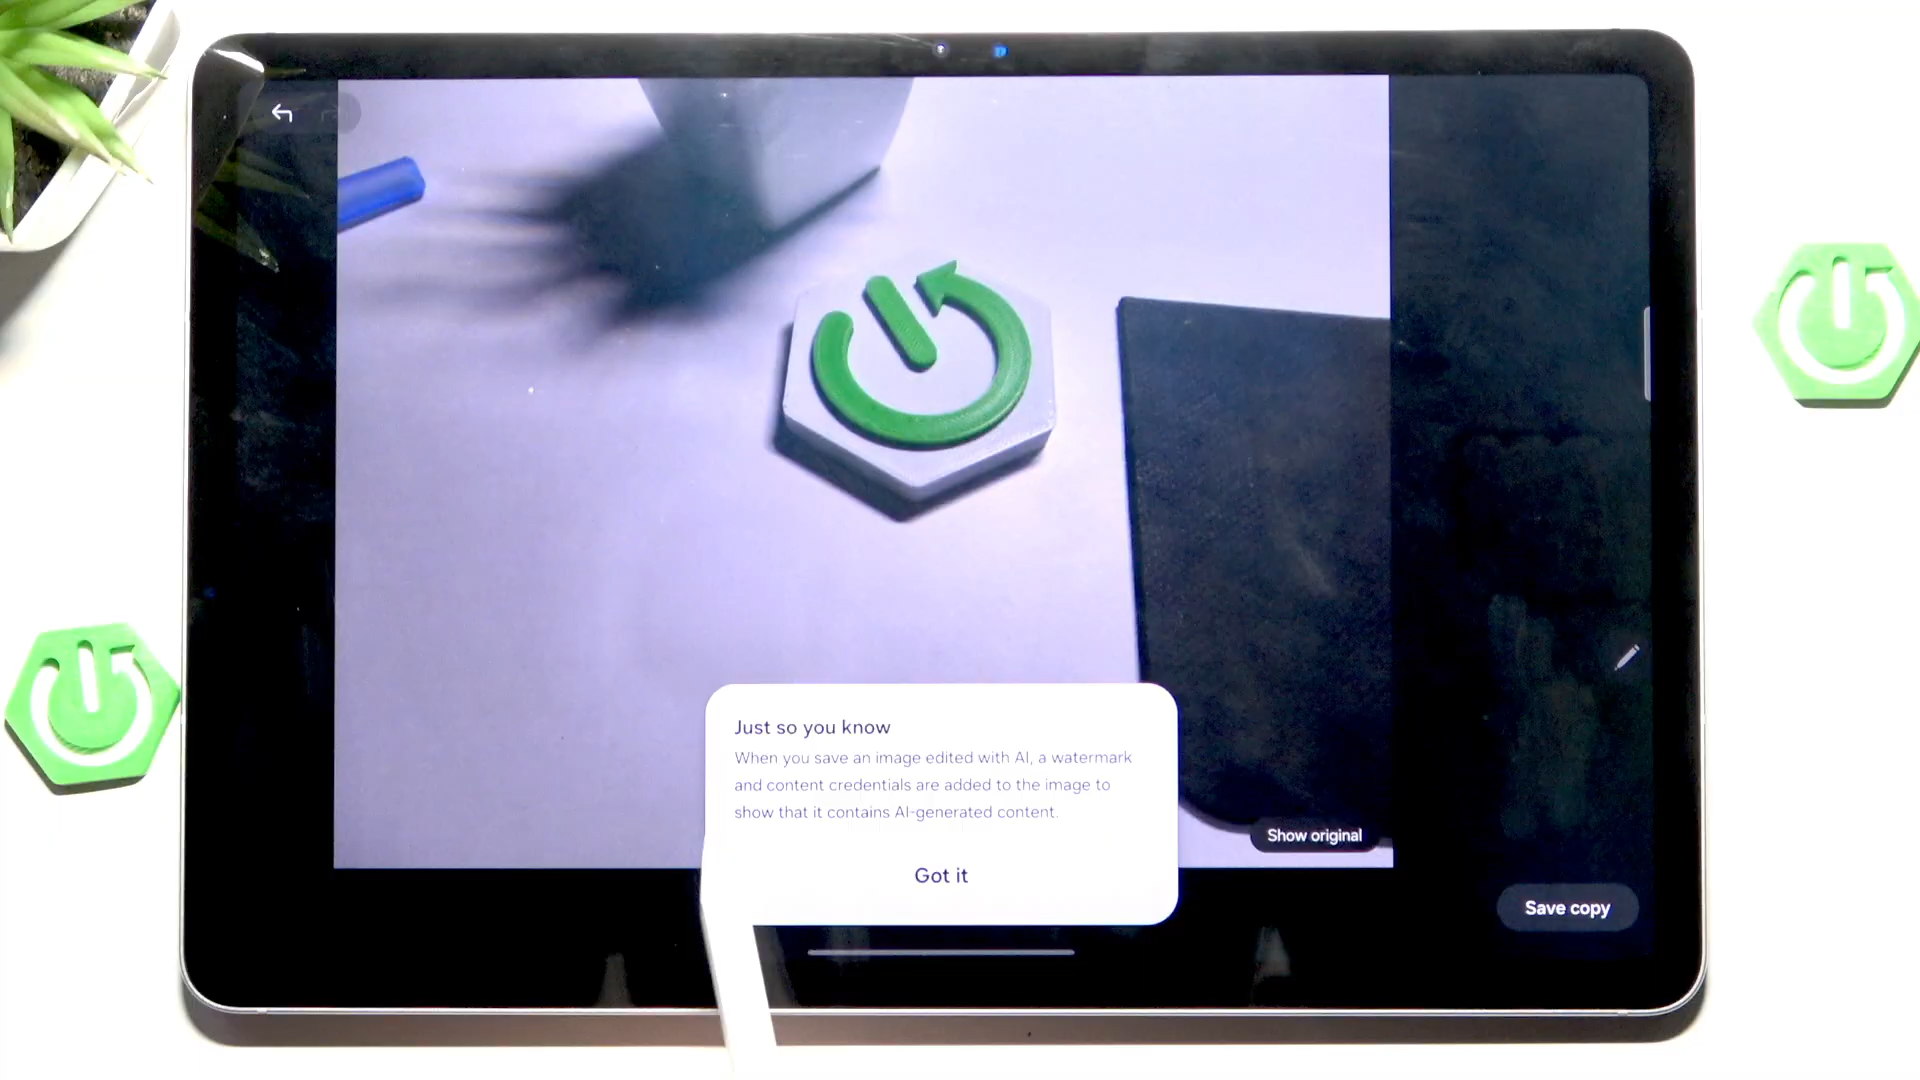 Just so you know
When you save an image edited with AI, a watermark
and content credentials are added to the image to
show that it contains AI-generated content.
Show original
Got it
Save copy